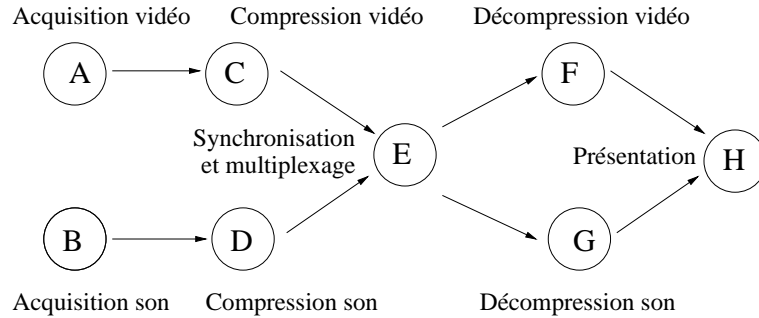 Acquisition vidéo
Compression vidéo
Décompression vidéo
A
C
F
Synchronisation
et multiplexage
E
Présentation
H
B
D
G
Acquisition son
Compression son
Décompression son